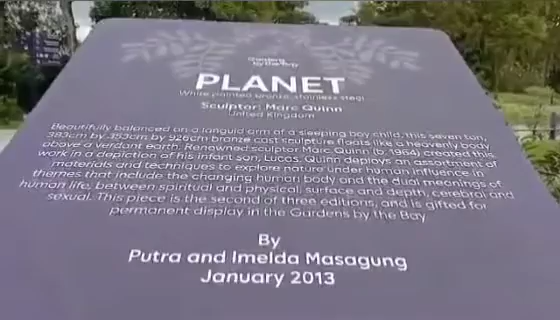 Gardens
by the Bay
PLANET
White painted bronze, stainless steel
Sculptor: Marc Quinn
United Kingdom
Beautifully balanced on a languid arm of a sleeping boy child, this seven ton,
383cm by 353cm by 926cm bronze cast sculpture floats like a heavenly body
above a verdant earth. Renowned sculptor Marc Quinn (b. 1964) created this
work in a depiction of his infant son, Lucas. Quinn deploys an assortment of
materials and techniques to explore nature under human influence in
themes that include the changing human body and the dual meanings of
human life, between spiritual and physical, surface and depth, cerebral and
sexual. This piece is the second of three editions, and is gifted for
permanent display in the Gardens by the Bay
By
Putra and Imelda Masagung
January 2013